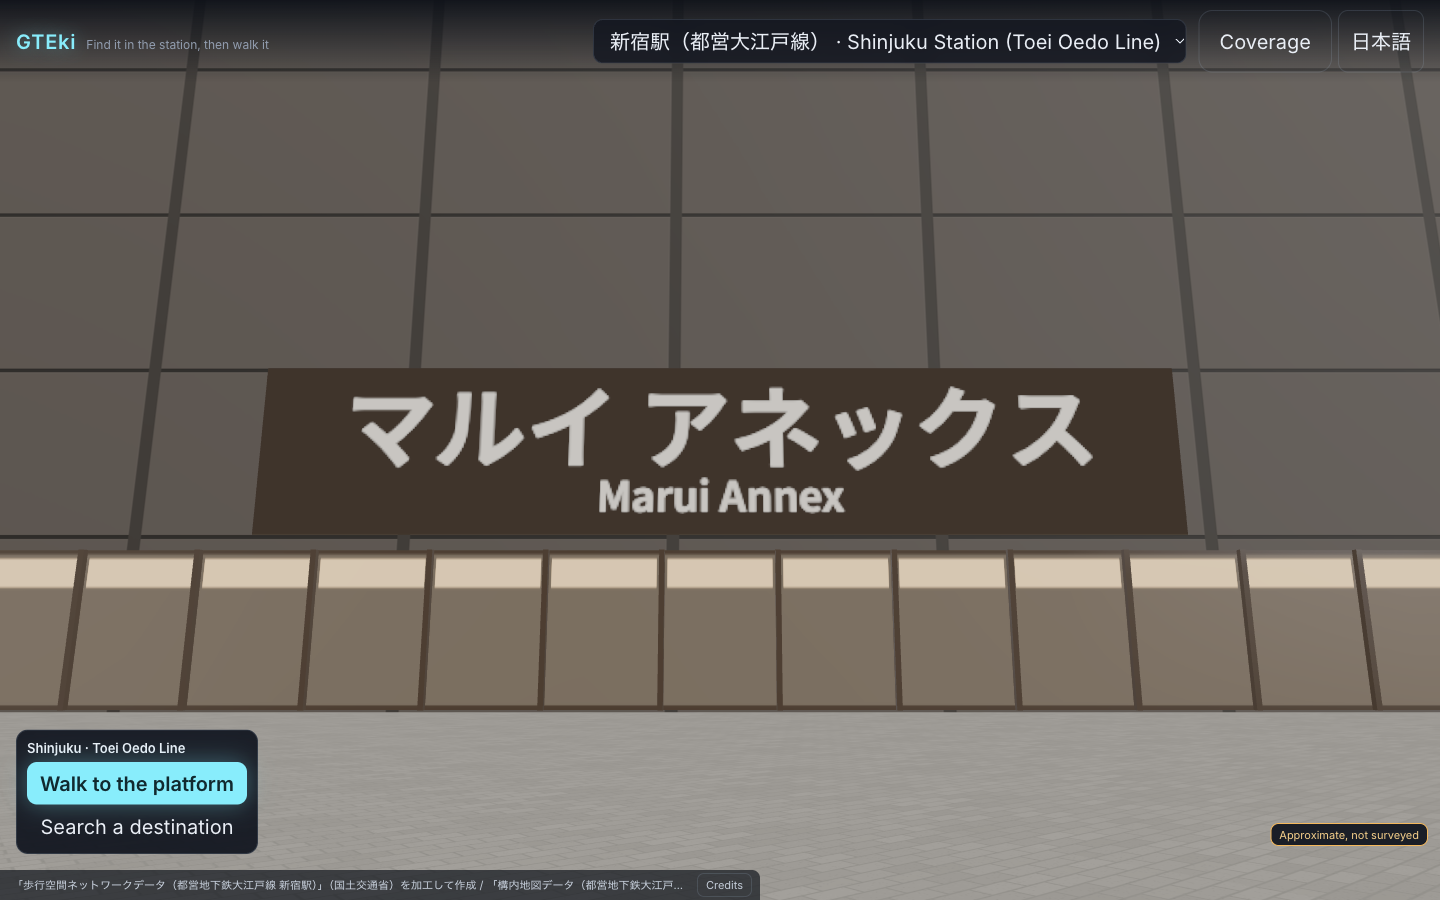 GTEki Find it in the station, then walk it
新宿駅（都営大江戸線） · Shinjuku Station (Toei Oedo Line)
Coverage
日本語
マルイ アネックス
Marui Annex
Shinjuku · Toei Oedo Line
Walk to the platform
Search a destination
Approximate, not surveyed
「歩行空間ネットワークデータ（都営地下鉄大江戸線 新宿駅）」（国土交通省）を加工して作成 / 「構内地図データ（都営地下鉄大江戸...
Credits